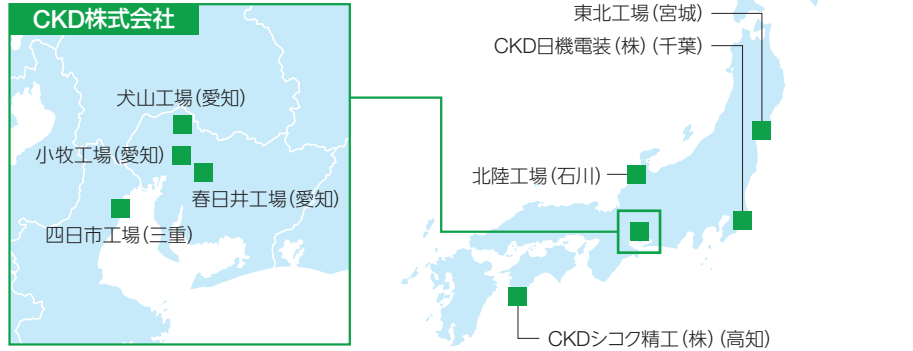 CKD株式会社
犬山工場(愛知)
小牧工場(愛知)
春日井工場(愛知)
四日市工場(三重)
東北工場(宮城)
CKD日機電装(株)(千葉)
北陸工場(石川)
CKDシコク精工(株)(高知)